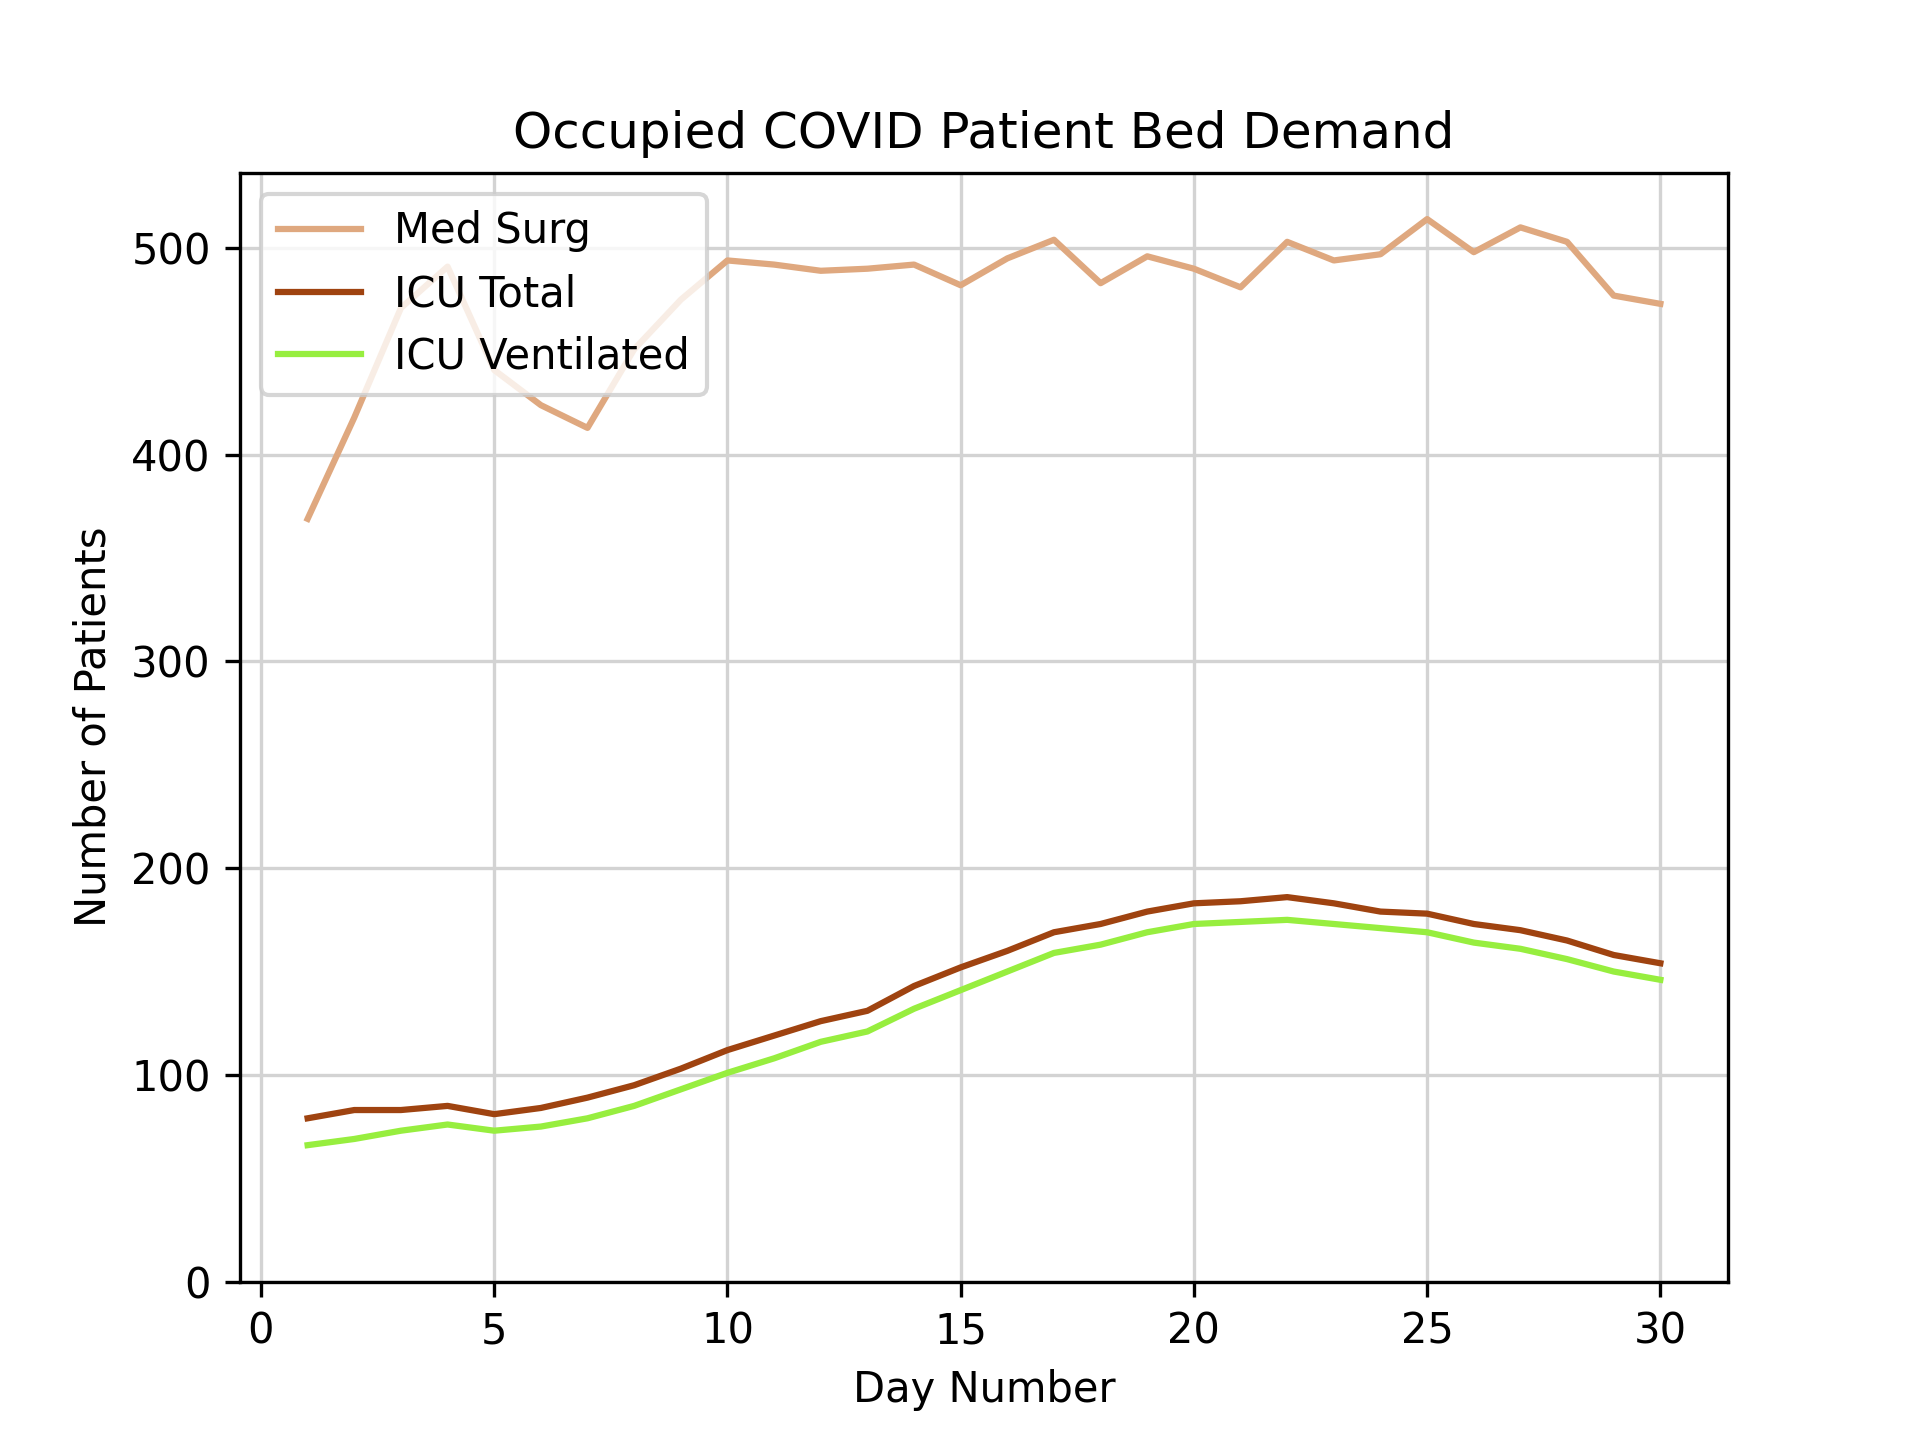 Occupied COVID Patient Bed Demand
Med Surg
ICU Total
ICU Ventilated
Number of Patients
500
400
300
200
100
0
0 5 10 15 20 25 30
Day Number